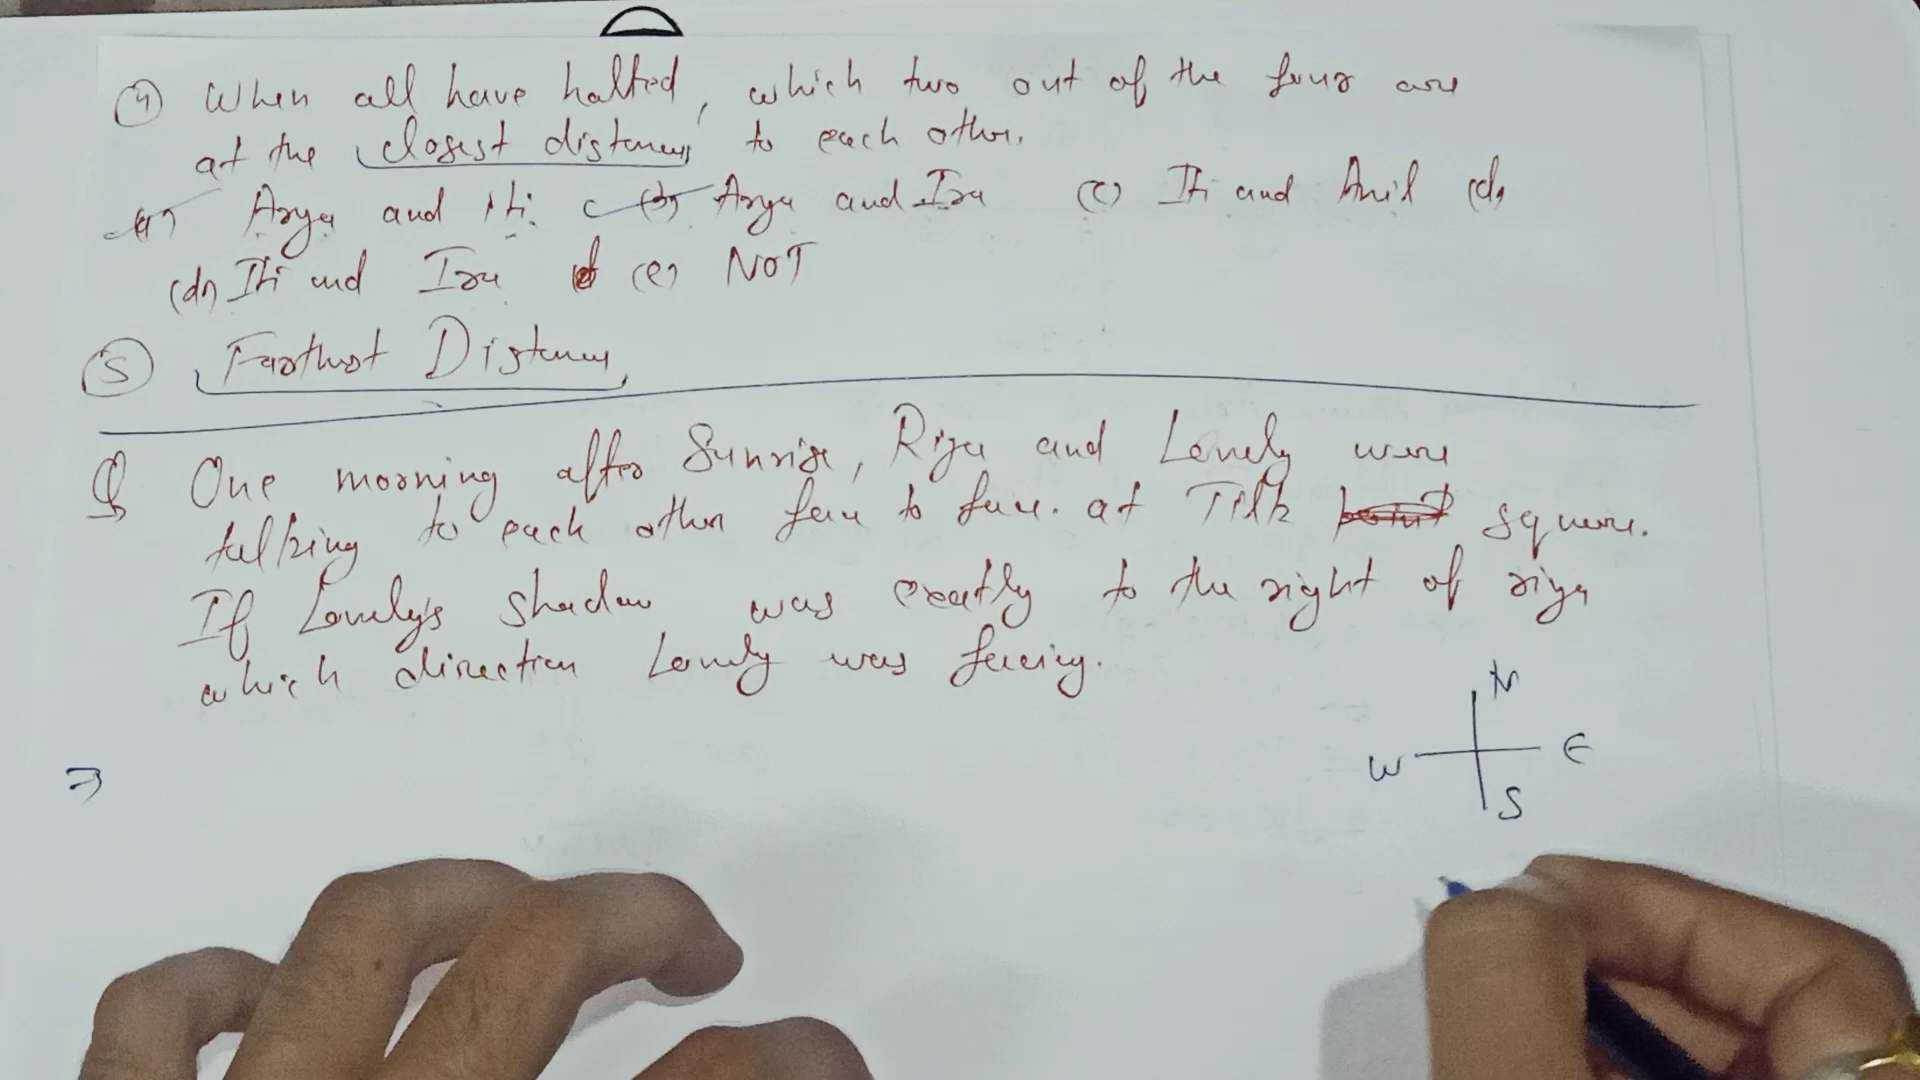 (4) When all have halted, which two out of the four are
at the closest distances to each other.
(a) Arya and Iti (b) Arya and Ira (c) Iti and Anil (d)
(d) Iti and Ira (e) NOT
(5) Farthest Distances
Q One morning after Sunrise, Riya and Lovely were
talking to each other face to face. at Tilk square.
If Lovely's shadow was exactly to the right of riya
which direction Lovely was facing.
N
W E
S
⇒